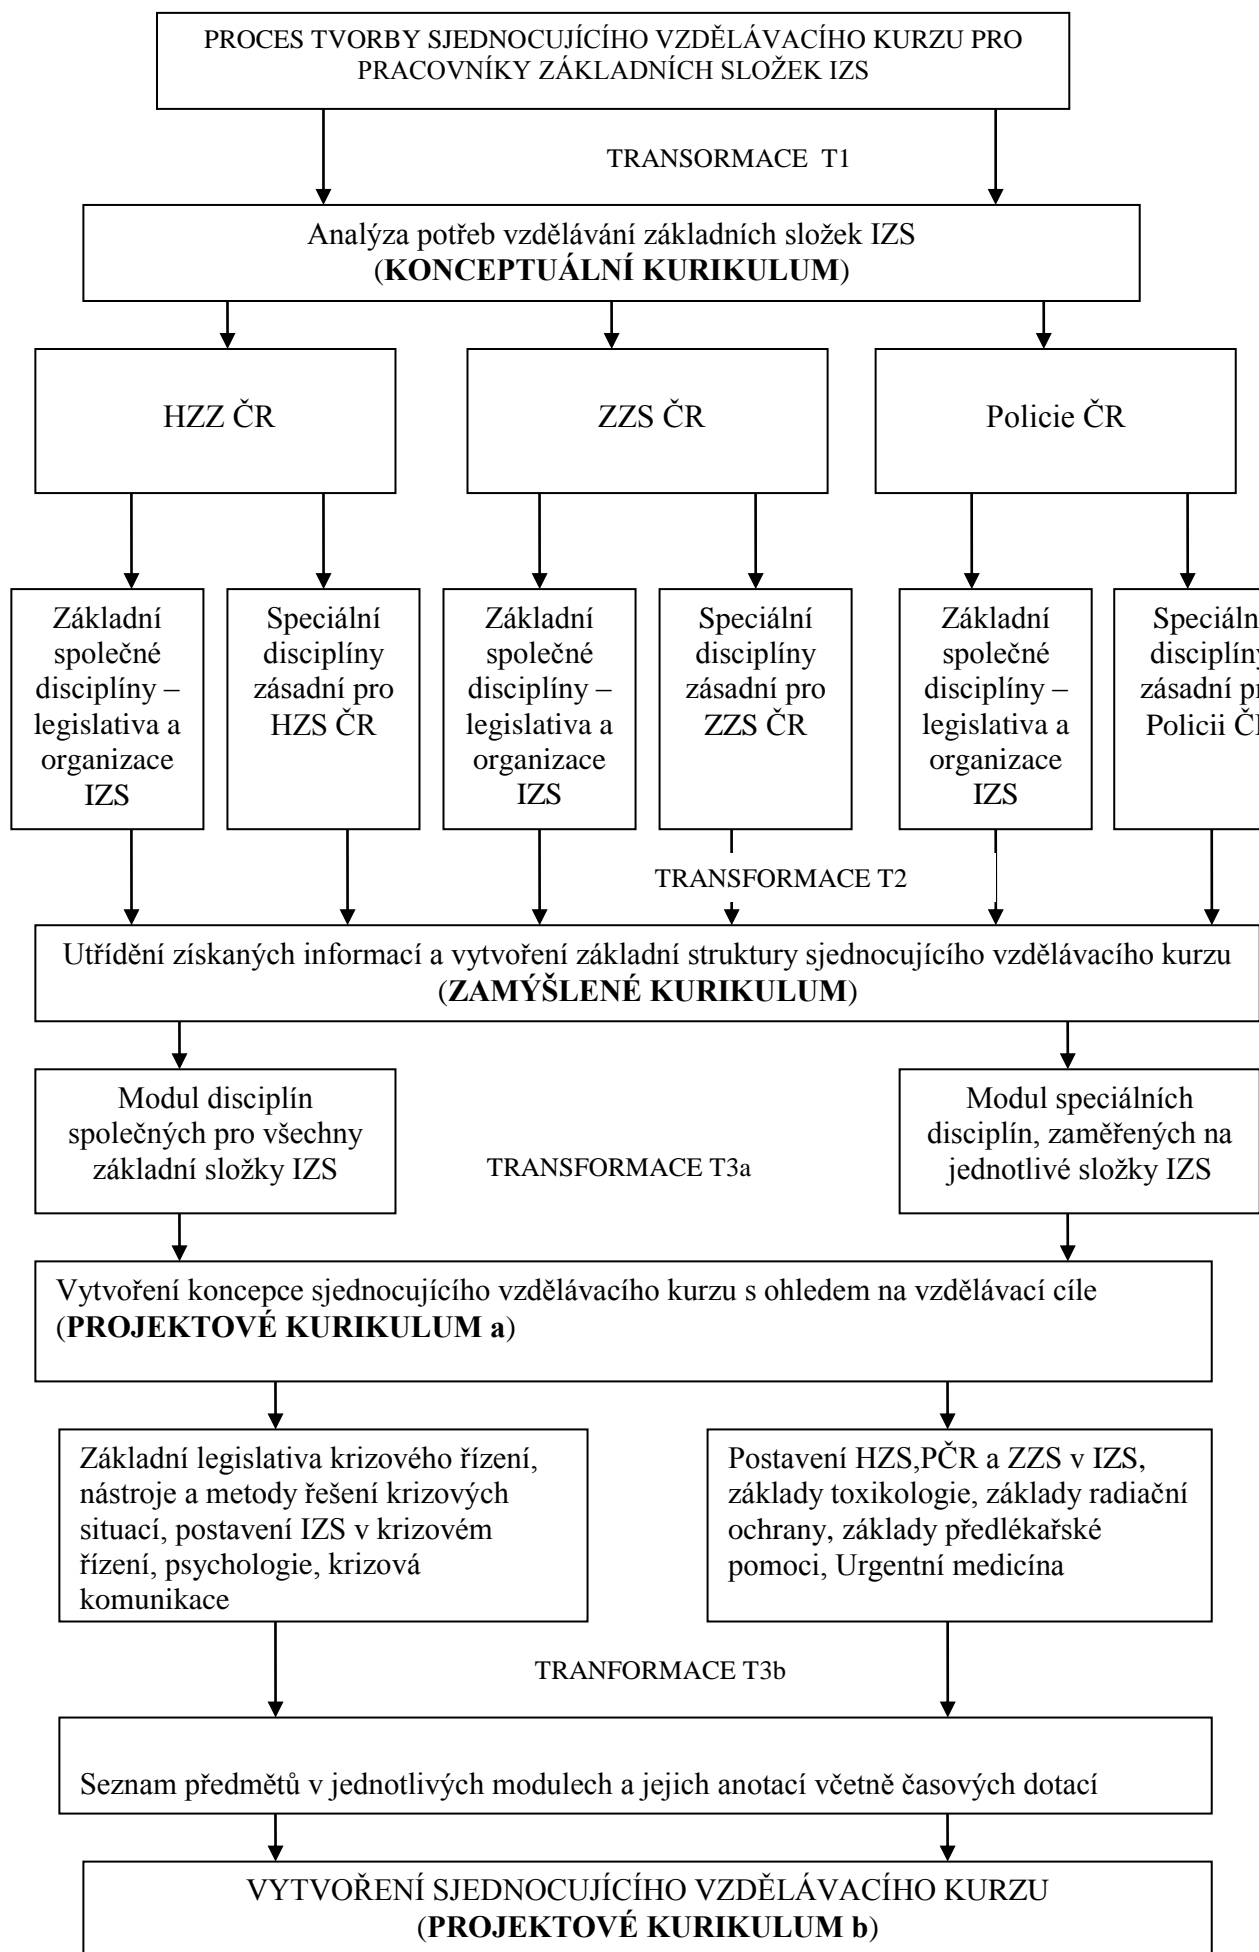 PROCES TVORBY SJEDNOCUJÍCÍHO VZDĚLÁVACÍHO KURZU PRO
PRACOVNÍKY ZÁKLADNÍCH SLOŽEK IZS
TRANSORMACE T1
Analýza potřeb vzdělávání základních složek IZS
(KONCEPTUÁLNÍ KURIKULUM)
HZZ ČR
ZZS ČR
Policie ČR
Základní
společné
disciplíny –
legislativa a
organizace
IZS
Speciální
disciplíny
zásadní pro
HZS ČR
Základní
společné
disciplíny –
legislativa a
organizace
IZS
Speciální
disciplíny
zásadní pro
ZZS ČR
Základní
společné
disciplíny –
legislativa a
organizace
IZS
Speciáln
disciplíny
zásadní pr
Policii Č
TRANSFORMACE T2
Utřídění získaných informací a vytvoření základní struktury sjednocujícího vzdělávacího kurzu
(ZAMÝŠLENÉ KURIKULUM)
Modul disciplín
společných pro všechny
základní složky IZS
TRANSFORMACE T3a
Modul speciálních
disciplín, zaměřených na
jednotlivé složky IZS
Vytvoření koncepce sjednocujícího vzdělávacího kurzu s ohledem na vzdělávací cíle
(PROJEKTOVÉ KURIKULUM a)
Základní legislativa krizového řízení,
nástroje a metody řešení krizových
situací, postavení IZS v krizovém
řízení, psychologie, krizová
komunikace
Postavení HZS,PČR a ZZS v IZS,
základy toxikologie, základy radiační
ochrany, základy předlékařské
pomoci, Urgentní medicína
TRANFORMACE T3b
Seznam předmětů v jednotlivých modulech a jejich anotací včetně časových dotací
VYTVOŘENÍ SJEDNOCUJÍCÍHO VZDĚLÁVACÍHO KURZU
(PROJEKTOVÉ KURIKULUM b)